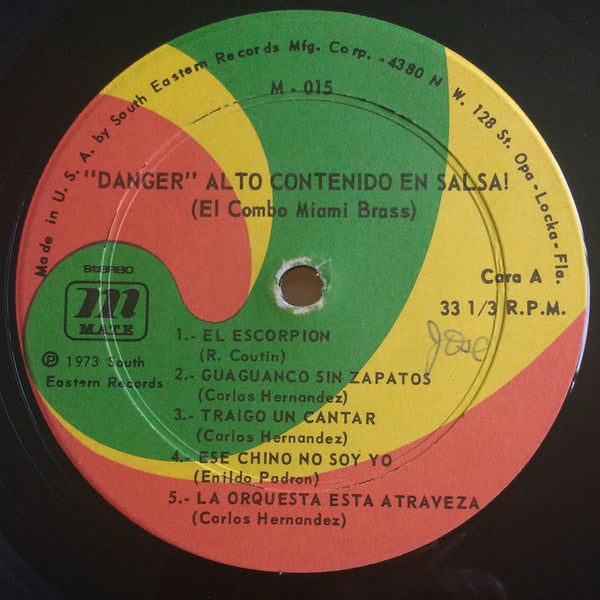 Made in U. S. A. by South Eastern Records Mfg. Corp. - 4380 N. W. 128 St. Opa - Locka - Fla.
M - 015
"DANGER" ALTO CONTENIDO EN SALSA!
(El Combo Miami Brass)
STEREO
m
MATE
℗ 1973 South
Eastern Records
Cara A
33 1/3 R.P.M.
Jose
1.- EL ESCORPION
(R. Coutin)
2.- GUAGUANCO SIN ZAPATOS
(Carlos Hernandez)
3.- TRAIGO UN CANTAR
(Carlos Hernandez)
4.- ESE CHINO NO SOY YO
(Enildo Padron)
5.- LA ORQUESTA ESTA ATRAVEZA
(Carlos Hernandez)